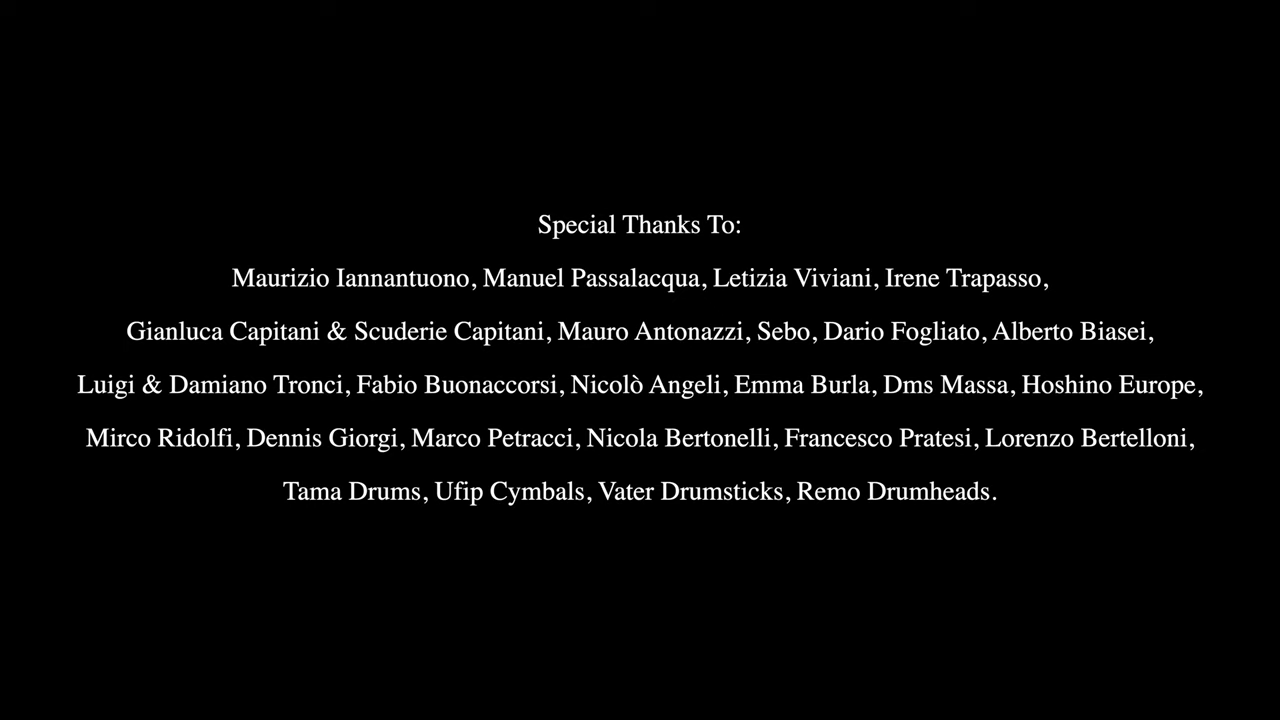 Special Thanks To:
Maurizio Iannantuono, Manuel Passalacqua, Letizia Viviani, Irene Trapasso,
Gianluca Capitani & Scuderie Capitani, Mauro Antonazzi, Sebo, Dario Fogliato, Alberto Biasei,
Luigi & Damiano Tronci, Fabio Buonaccorsi, Nicolò Angeli, Emma Burla, Dms Massa, Hoshino Europe,
Mirco Ridolfi, Dennis Giorgi, Marco Petracci, Nicola Bertonelli, Francesco Pratesi, Lorenzo Bertelloni,
Tama Drums, Ufip Cymbals, Vater Drumsticks, Remo Drumheads.